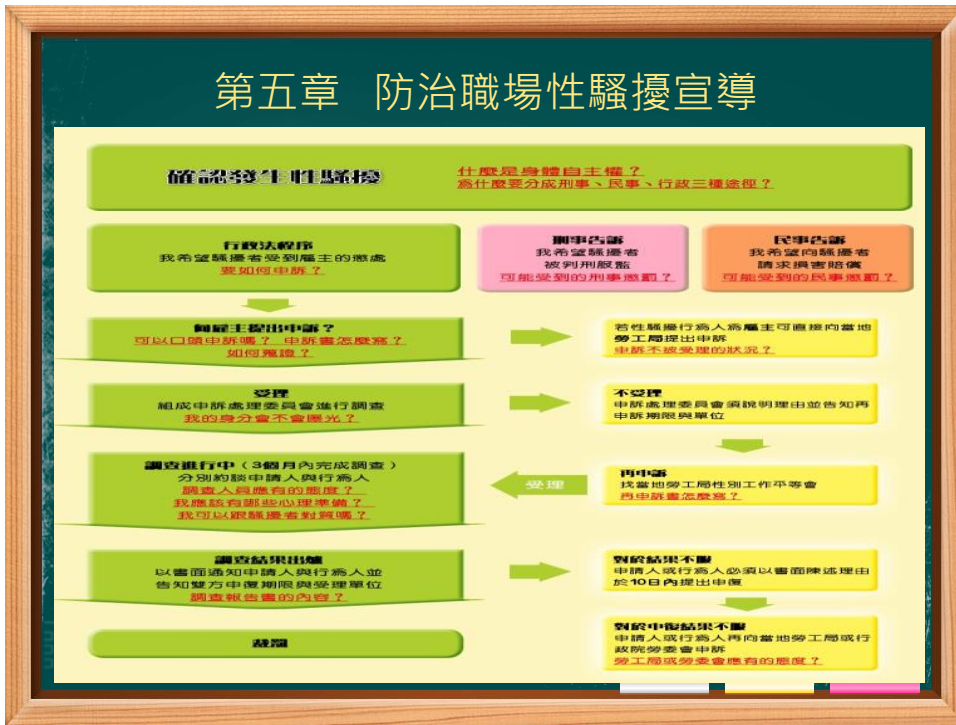 第五章 防治職場性騷擾宣導
確認發生性騷擾
什麼是身體自主權？
為什麼要分成刑事、民事、行政三種途徑？
行政法程序
我希望騷擾者受到雇主的懲處
要如何申訴？
刑事告訴
我希望騷擾者
被判刑服監
可能受到的刑事懲罰？
民事告訴
我希望向騷擾者
請求損害賠償
可能受到的民事懲罰？
向雇主提出申訴？
可以口頭申訴嗎？ 申訴書怎麼寫？
如何蒐證？
若性騷擾行為人為雇主可直接向當地
勞工局提出申訴
申訴不被受理的狀況？
受理
組成申訴處理委員會進行調查
我的身分會不會曝光？
不受理
申訴處理委員會須說明理由並告知再
申訴期限與單位
調查進行中（3個月內完成調查）
分別約談申請人與行為人
調查人員應有的態度？
我應該有哪些心理準備？
我可以跟騷擾者對質嗎？
受理
再申訴
找當地勞工局性別工作平等會
再申訴書怎麼寫？
調查結果出爐
以書面通知申請人與行為人並
告知雙方申復期限與受理單位
調查報告書的內容？
對於結果不服
申請人或行為人必須以書面陳述理由
於10日內提出申復
裁罰
對於申復結果不服
申請人或行為人再向當地勞工局或行
政院勞委會申訴
勞工局或勞委會應有的態度？